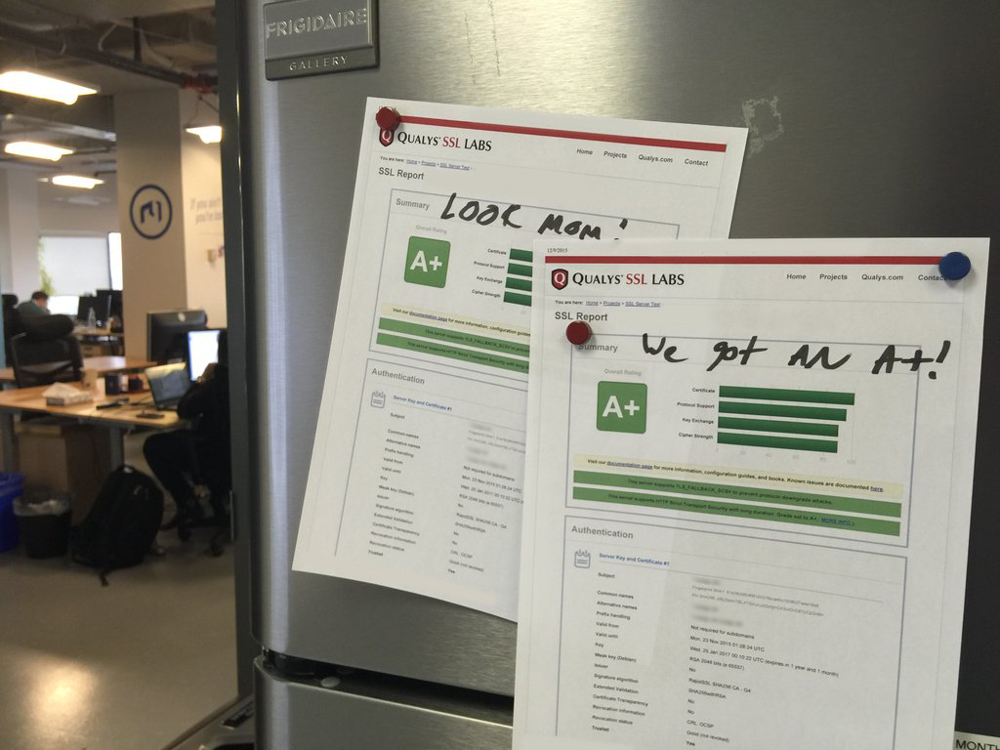 FRIGIDAIRE
GALLERY
QUALYS' SSL LABS
Home Projects Qualys.com Contact
You are here: Home > Projects > SSL Server Test >
SSL Report
Summary
LOOK MOM!
Overall Rating
A+
Certificate
Protocol Support
Key Exchange
Cipher Strength
Visit our documentation page for more information, configuration guides
This server supports TLS_FALLBACK_SCSV to prevent
This server supports HTTP Strict Transport Security with long
Authentication
Server Key and Certificate #1
Subject
Common names
Alternative names
Prefix handling Not required for subdomains
Valid from Mon, 23 Nov 2015 01:28:24 UTC
Valid until Wed, 25 Jan 2017 00:10:22 UTC
Key RSA 2048 bits (e 65537)
Weak key (Debian) No
Issuer RapidSSL SHA256 CA - G4
Signature algorithm SHA256withRSA
Extended Validation No
Certificate Transparency No
Revocation information CRL, OCSP
Revocation status Good (not revoked)
Trusted Yes
12/9/2015
QUALYS' SSL LABS
Home Projects Qualys.com Contact
You are here: Home > Projects > SSL Server Test
SSL Report
Summary
We got AN A+!
Overall Rating
A+
Certificate
Protocol Support
Key Exchange
Cipher Strength
0 20 40 60 80 100
Visit our documentation page for more information, configuration guides, and books. Known issues are documented here.
This server supports TLS_FALLBACK_SCSV to prevent protocol downgrade attacks.
This server supports HTTP Strict Transport Security with long duration. Grade set to A+. MORE INFO »
Authentication
Server Key and Certificate #1
Subject
Common names
Alternative names
Prefix handling Not required for subdomains
Valid from Mon, 23 Nov 2015 01:28:24 UTC
Valid until Wed, 25 Jan 2017 00:10:22 UTC (expires in 1 year and 1 month)
Key RSA 2048 bits (e 65537)
Weak key (Debian) No
Issuer RapidSSL SHA256 CA - G4
Signature algorithm SHA256withRSA
Extended Validation No
Certificate Transparency No
Revocation information CRL, OCSP
Revocation status Good (not revoked)
Trusted Yes
MONTH